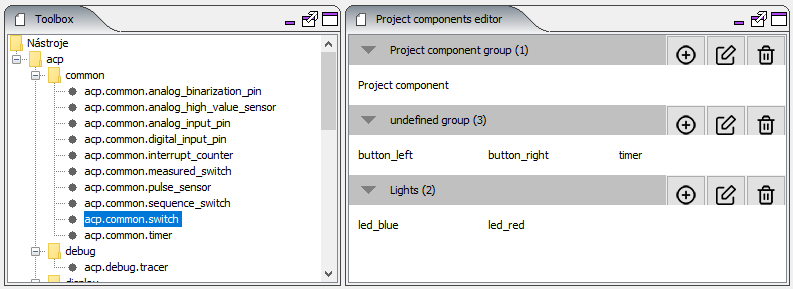 Toolbox
Nástroje
acp
common
acp.common.analog_binarization_pin
acp.common.analog_high_value_sensor
acp.common.analog_input_pin
acp.common.digital_input_pin
acp.common.interrupt_counter
acp.common.measured_switch
acp.common.pulse_sensor
acp.common.sequence_switch
acp.common.switch
acp.common.timer
debug
acp.debug.tracer
Project components editor
Project component group (1)
Project component
undefined group (3)
button_left button_right timer
Lights (2)
led_blue led_red